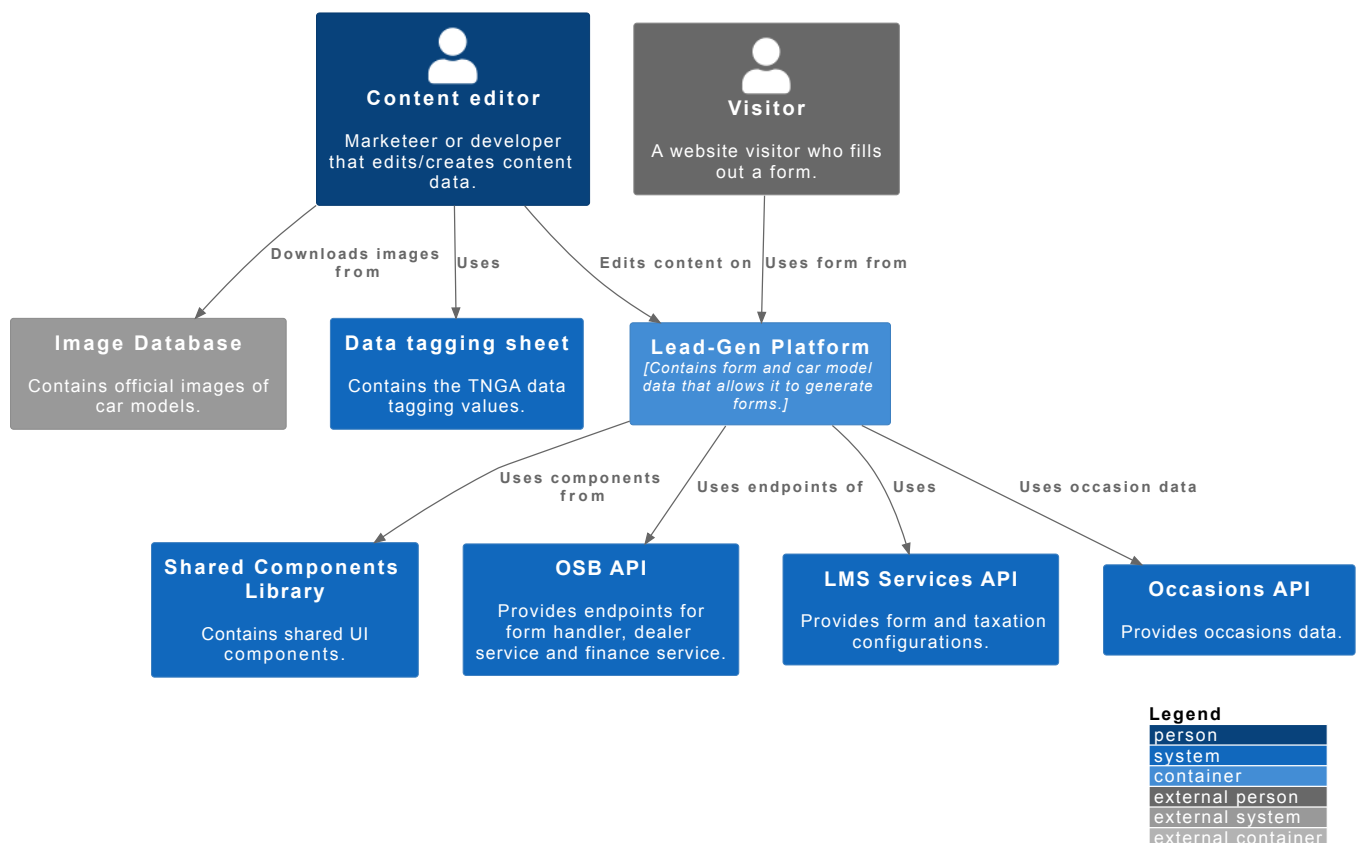 Content editor
Marketeer or developer
that edits/creates content
data.
Visitor
A website visitor who fills
out a form.
Downloads images
from
Uses
Edits content on
Uses form from
Image Database
Contains official images of
car models.
Data tagging sheet
Contains the TNGA data
tagging values.
Lead-Gen Platform
[Contains form and car model
data that allows it to generate
forms.]
Uses components
from
Uses endpoints of
Uses
Uses occasion data
Shared Components
Library
Contains shared UI
components.
OSB API
Provides endpoints for
form handler, dealer
service and finance service.
LMS Services API
Provides form and taxation
configurations.
Occasions API
Provides occasions data.
Legend
person
system
container
external person
external system
external container